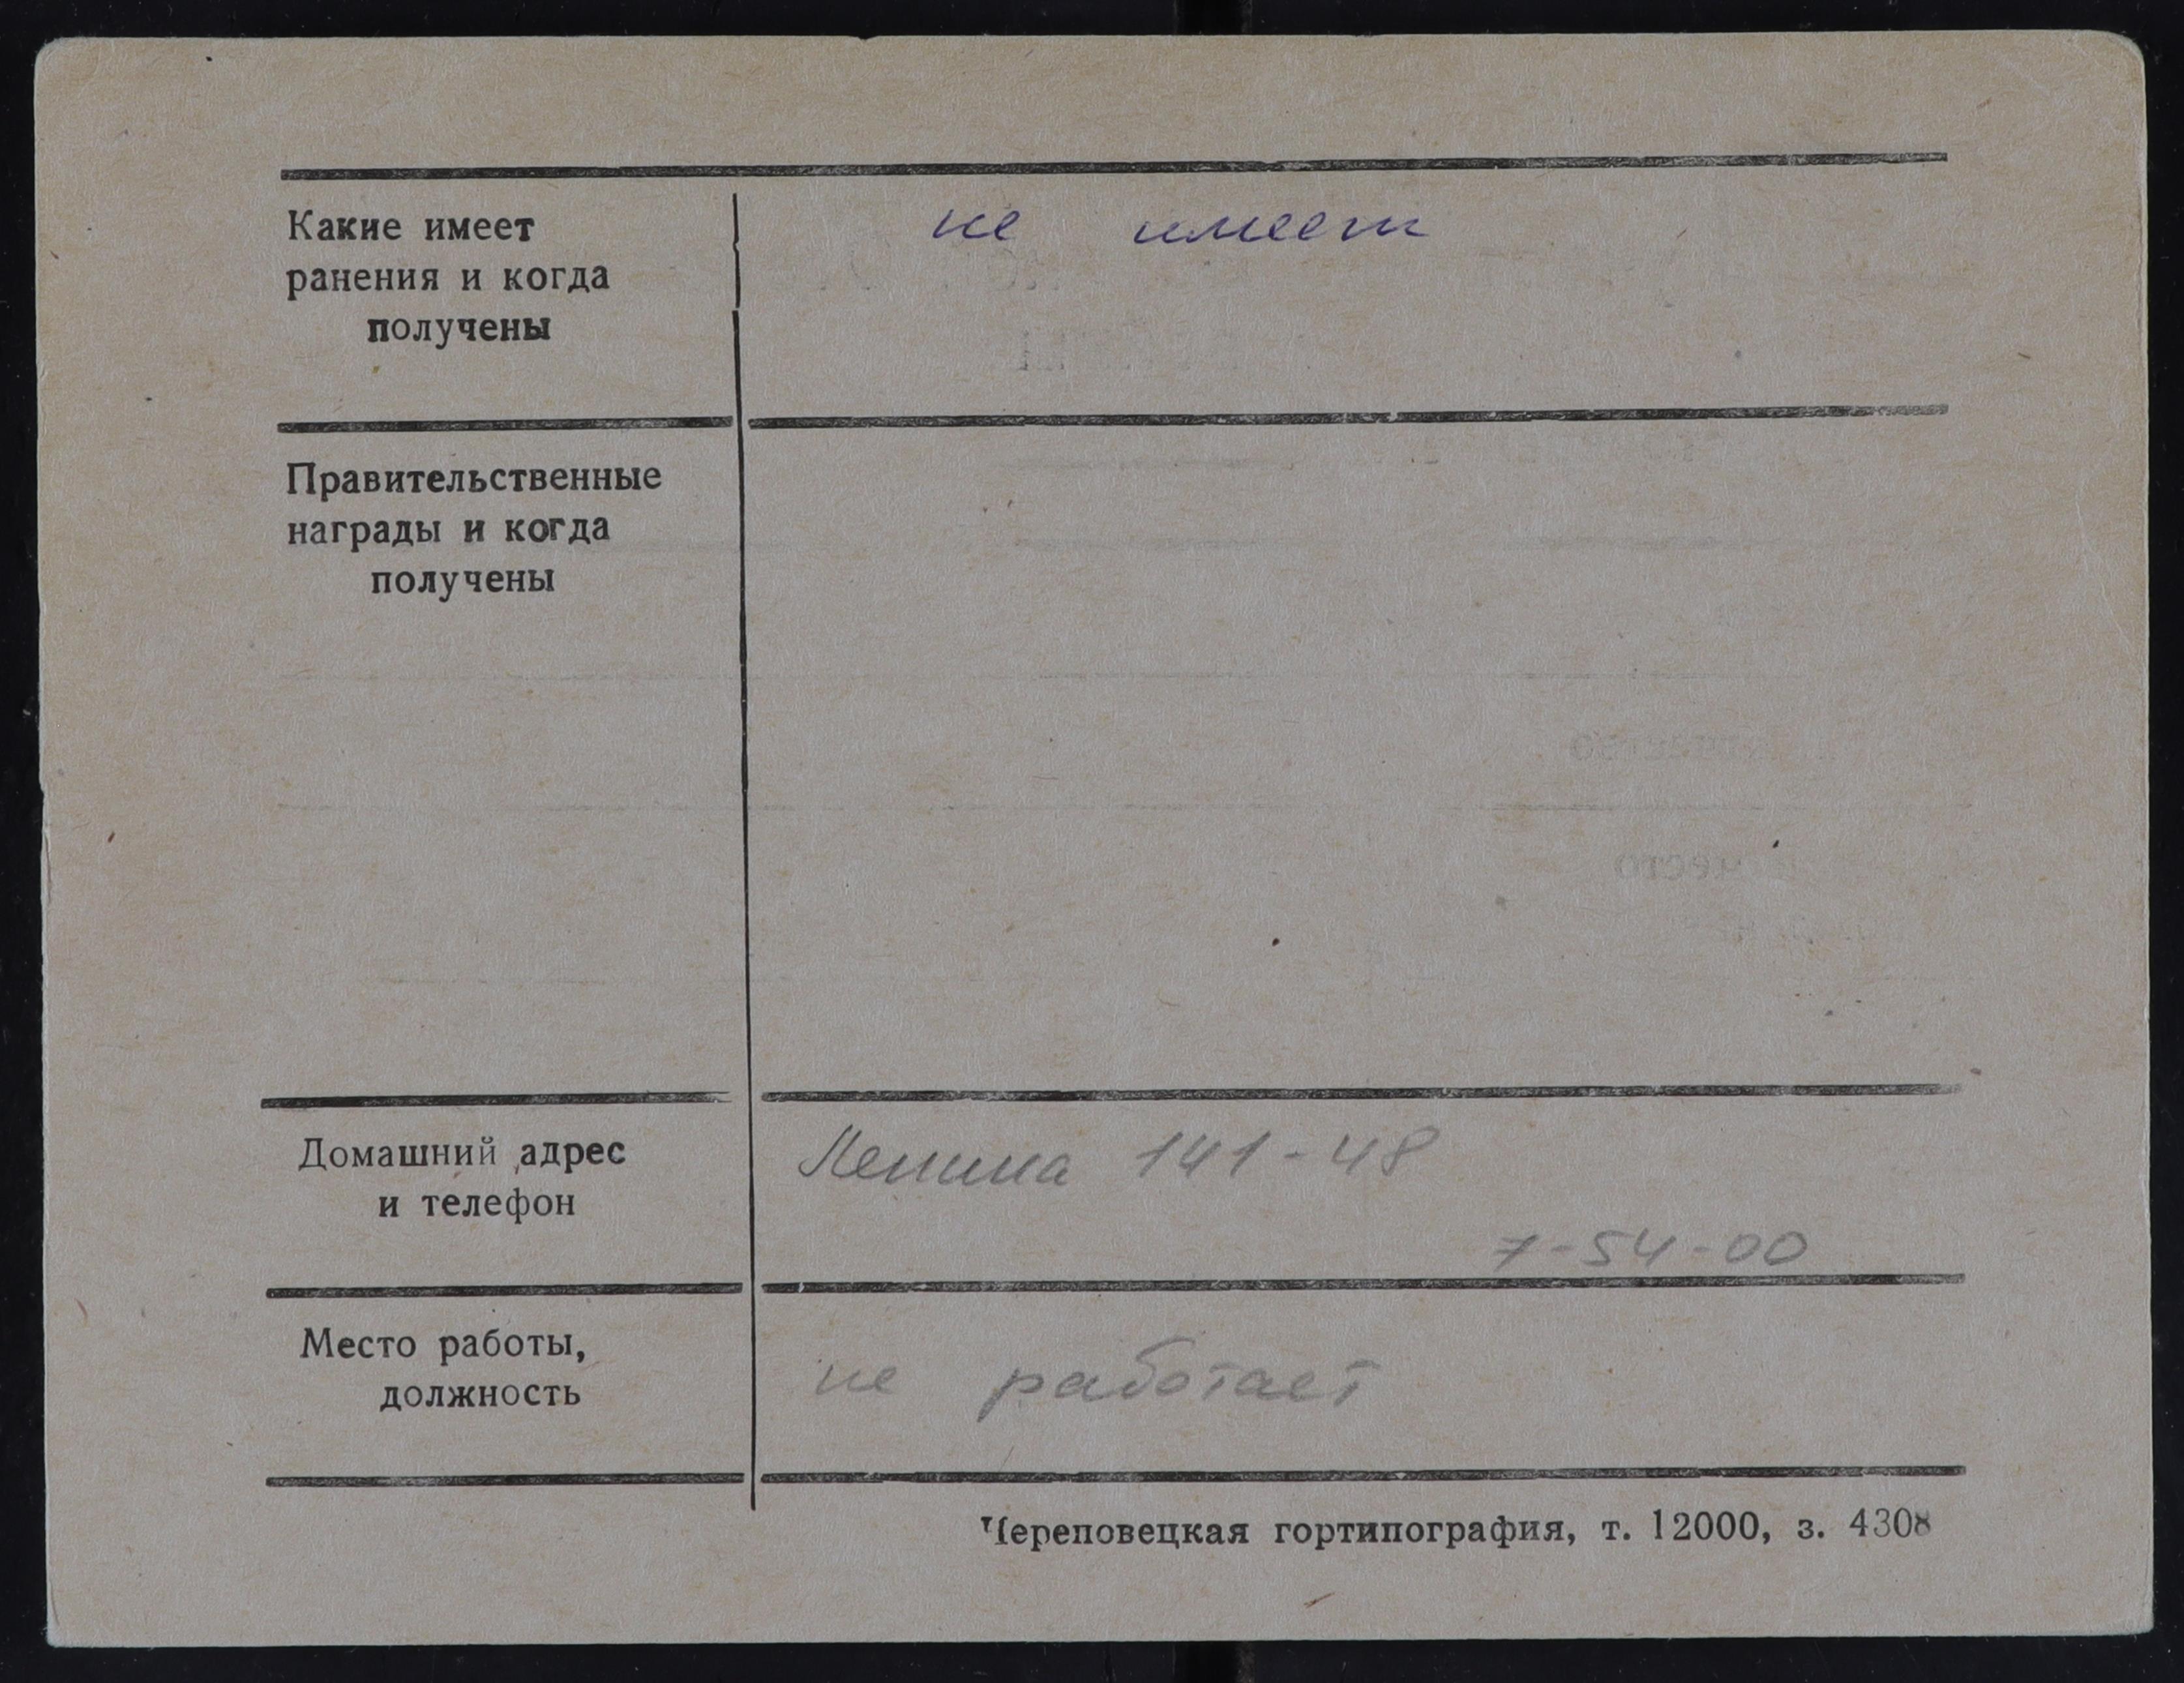 Какие имеет не имеет
ранения и когда
получены
Правительственные
награды и когда
получены
Домашний адрес Ленина 141-48
и телефон 7-54-00
Место работы, не работает
должность
Череповецкая гортипография, т. 12000, з. 4308